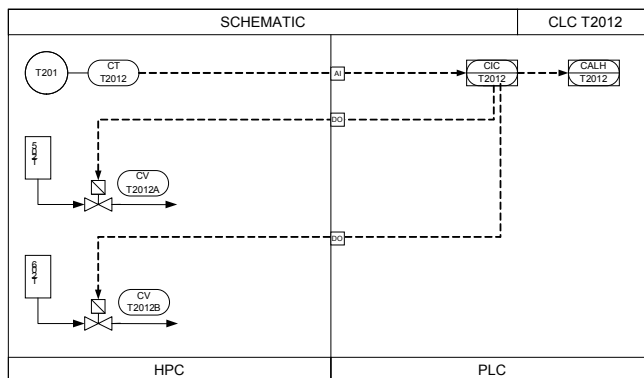 SCHEMATIC
CLC T2012
T201
CT
T2012
AI
CIC
T2012
CALH
T2012
DO
CV
T2012A
DO
CV
T2012B
HPC
PLC